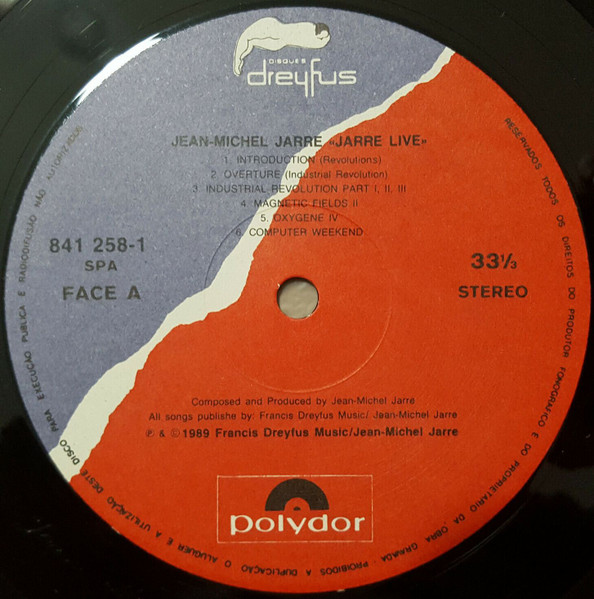 DISQUES
dreyfus
JEAN-MICHEL JARRE «JARRE LIVE»
1. INTRODUCTION (Revolutions)
2. OVERTURE (Industrial Revolution)
3. INDUSTRIAL REVOLUTION PART I, II, III
4. MAGNETIC FIELDS II
5. OXYGENE IV
6. COMPUTER WEEKEND
841 258-1
SPA
FACE A
33⅓
STEREO
Composed and Produced by Jean-Michel Jarre
All songs publishe by: Francis Dreyfus Music/ Jean-Michel Jarre
℗ & © 1989 Francis Dreyfus Music/Jean-Michel Jarre
polydor
RESERVADOS TODOS OS DIREITOS DO PRODUTOR FONOGRAFICO E DO PROPRIETARIO DA OBRA GRAVADA - PROIBIDOS A DUPLICAÇÃO O ALUGUER E A UTILIZAÇÃO DESTE DISCO PARA EXECUÇÃO PUBLICA E RADIODIFUSÃO NÃO AUTORIZADA